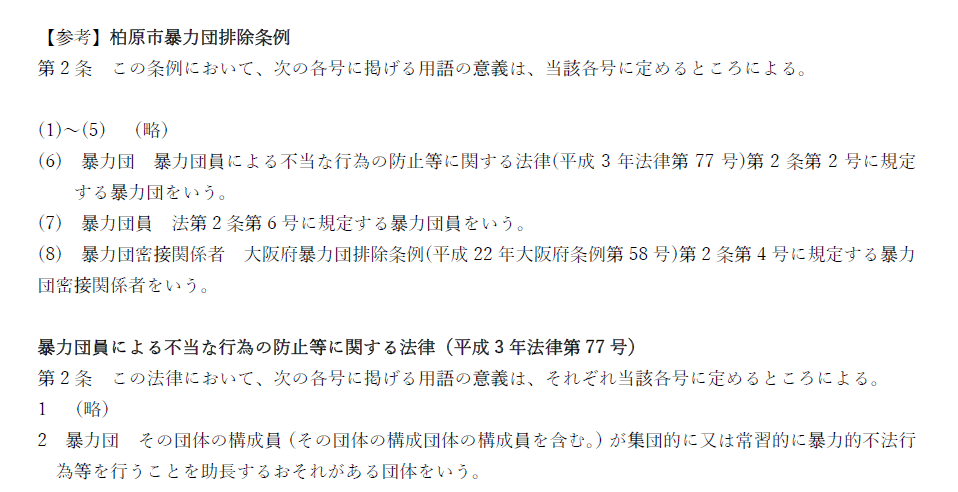 【参考】柏原市暴力団排除条例
第2条　この条例において、次の各号に掲げる用語の意義は、当該各号に定めるところによる。
(1)～(5)　（略）
(6)　暴力団　暴力団員による不当な行為の防止等に関する法律(平成 3 年法律第 77 号)第 2 条第 2 号に規定
する暴力団をいう。
(7)　暴力団員　法第 2 条第 6 号に規定する暴力団員をいう。
(8)　暴力団密接関係者　大阪府暴力団排除条例(平成 22 年大阪府条例第 58 号)第 2 条第 4 号に規定する暴力
団密接関係者をいう。
暴力団員による不当な行為の防止等に関する法律（平成 3 年法律第 77 号）
第2条　この法律において、次の各号に掲げる用語の意義は、それぞれ当該各号に定めるところによる。
1　（略）
2　暴力団　その団体の構成員（その団体の構成団体の構成員を含む。）が集団的に又は常習的に暴力的不法行
為等を行うことを助長するおそれがある団体をいう。